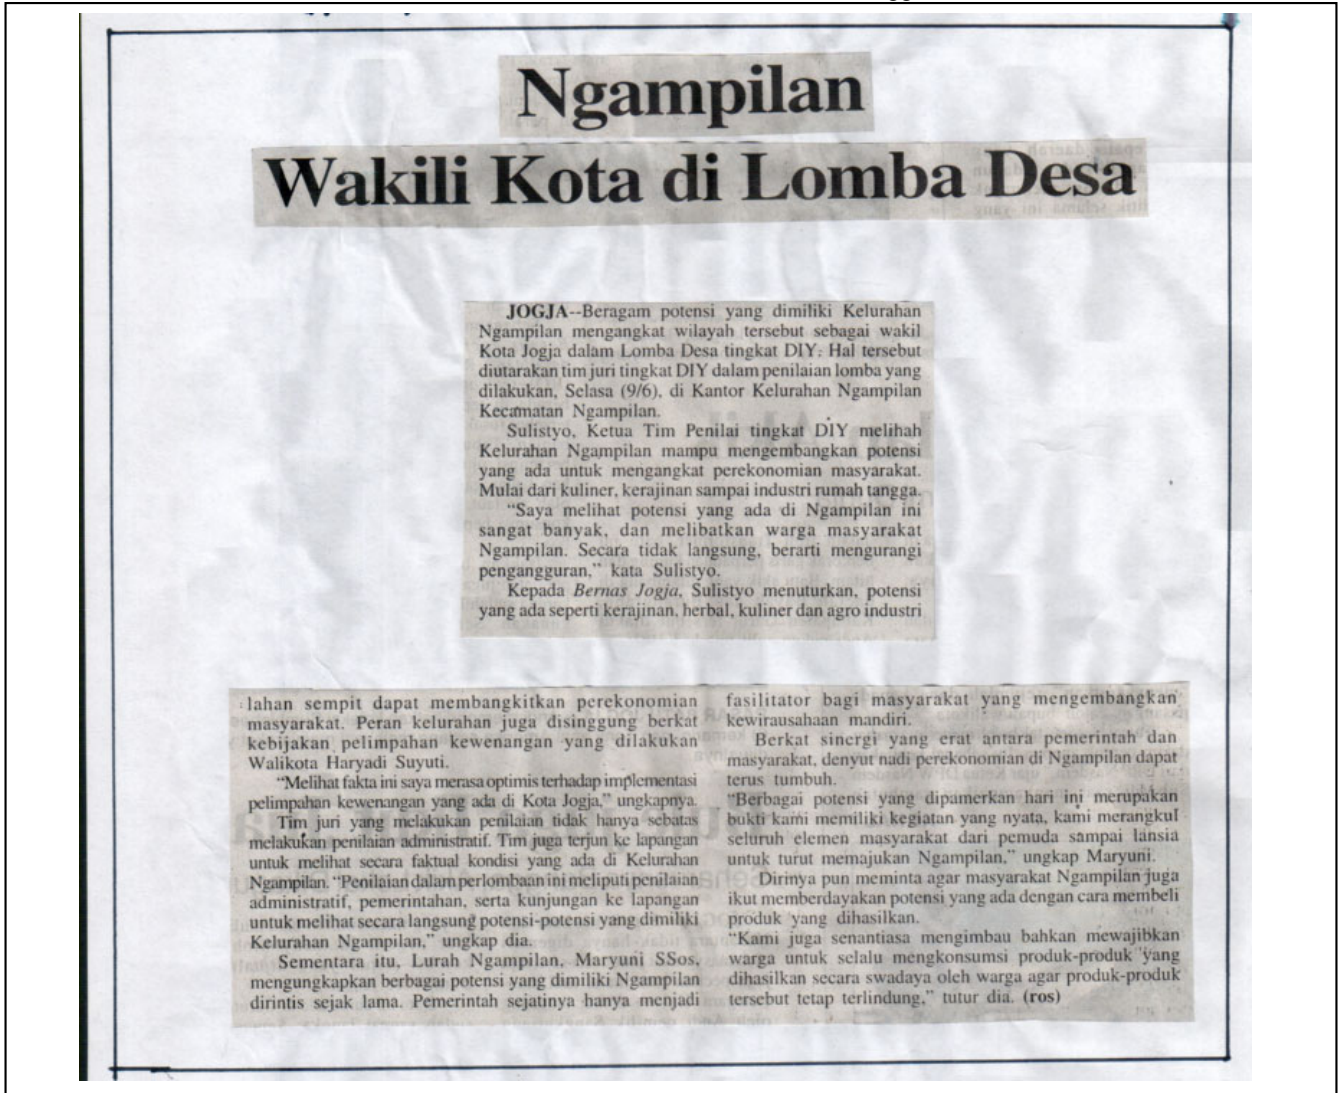 Ngampilan
Wakili Kota di Lomba Desa
JOGJA--Beragam potensi yang dimiliki Kelurahan
Ngampilan mengangkat wilayah tersebut sebagai wakil
Kota Jogja dalam Lomba Desa tingkat DIY. Hal tersebut
diutarakan tim juri tingkat DIY dalam penilaian lomba yang
dilakukan, Selasa (9/6), di Kantor Kelurahan Ngampilan
Kecamatan Ngampilan.
Sulistyo, Ketua Tim Penilai tingkat DIY melihah
Kelurahan Ngampilan mampu mengembangkan potensi
yang ada untuk mengangkat perekonomian masyarakat.
Mulai dari kuliner, kerajinan sampai industri rumah tangga.
“Saya melihat potensi yang ada di Ngampilan ini
sangat banyak, dan melibatkan warga masyarakat
Ngampilan. Secara tidak langsung, berarti mengurangi
pengangguran,” kata Sulistyo.
Kepada Bernas Jogja, Sulistyo menuturkan, potensi
yang ada seperti kerajinan, herbal, kuliner dan agro industri
lahan sempit dapat membangkitkan perekonomian
masyarakat. Peran kelurahan juga disinggung berkat
kebijakan pelimpahan kewenangan yang dilakukan
Walikota Haryadi Suyuti.
“Melihat fakta ini saya merasa optimis terhadap implementasi
pelimpahan kewenangan yang ada di Kota Jogja,” ungkapnya.
Tim juri yang melakukan penilaian tidak hanya sebatas
melakukan penilaian administratif. Tim juga terjun ke lapangan
untuk melihat secara faktual kondisi yang ada di Kelurahan
Ngampilan. “Penilaian dalam perlombaan ini meliputi penilaian
administratif, pemerintahan, serta kunjungan ke lapangan
untuk melihat secara langsung potensi-potensi yang dimiliki
Kelurahan Ngampilan,” ungkap dia.
Sementara itu, Lurah Ngampilan, Maryuni SSos,
mengungkapkan berbagai potensi yang dimiliki Ngampilan
dirintis sejak lama. Pemerintah sejatinya hanya menjadi
fasilitator bagi masyarakat yang mengembangkan
kewirausahaan mandiri.
Berkat sinergi yang erat antara pemerintah dan
masyarakat, denyut nadi perekonomian di Ngampilan dapat
terus tumbuh.
“Berbagai potensi yang dipamerkan hari ini merupakan
bukti kami memiliki kegiatan yang nyata, kami merangkul
seluruh elemen masyarakat dari pemuda sampai lansia
untuk turut memajukan Ngampilan,” ungkap Maryuni.
Dirinya pun meminta agar masyarakat Ngampilan juga
ikut memberdayakan potensi yang ada dengan cara membeli
produk yang dihasilkan.
“Kami juga senantiasa mengimbau bahkan mewajibkan
warga untuk selalu mengkonsumsi produk-produk yang
dihasilkan secara swadaya oleh warga agar produk-produk
tersebut tetap terlindung,” tutur dia. (ros)